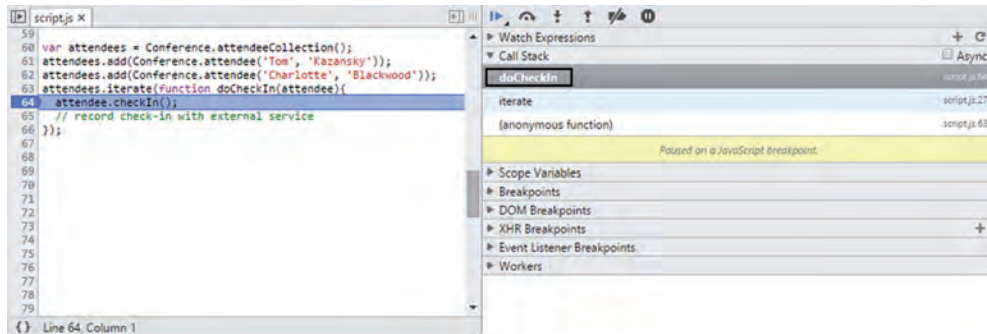 script.js ×
59
60 var attendees = Conference.attendeeCollection();
61 attendees.add(Conference.attendee('Tom', 'Kazansky'));
62 attendees.add(Conference.attendee('Charlotte', 'Blackwood'));
63 attendees.iterate(function doCheckIn(attendee){
64 attendee.checkIn();
65 // record check-in with external service
66 });
67
68
69
70
71
72
73
74
75
76
77
78
79
{} Line 64, Column 1
Watch Expressions
Call Stack Async
doCheckIn script.js:64
iterate script.js:27
(anonymous function) script.js:63
Paused on a JavaScript breakpoint.
Scope Variables
Breakpoints
DOM Breakpoints
XHR Breakpoints
Event Listener Breakpoints
Workers